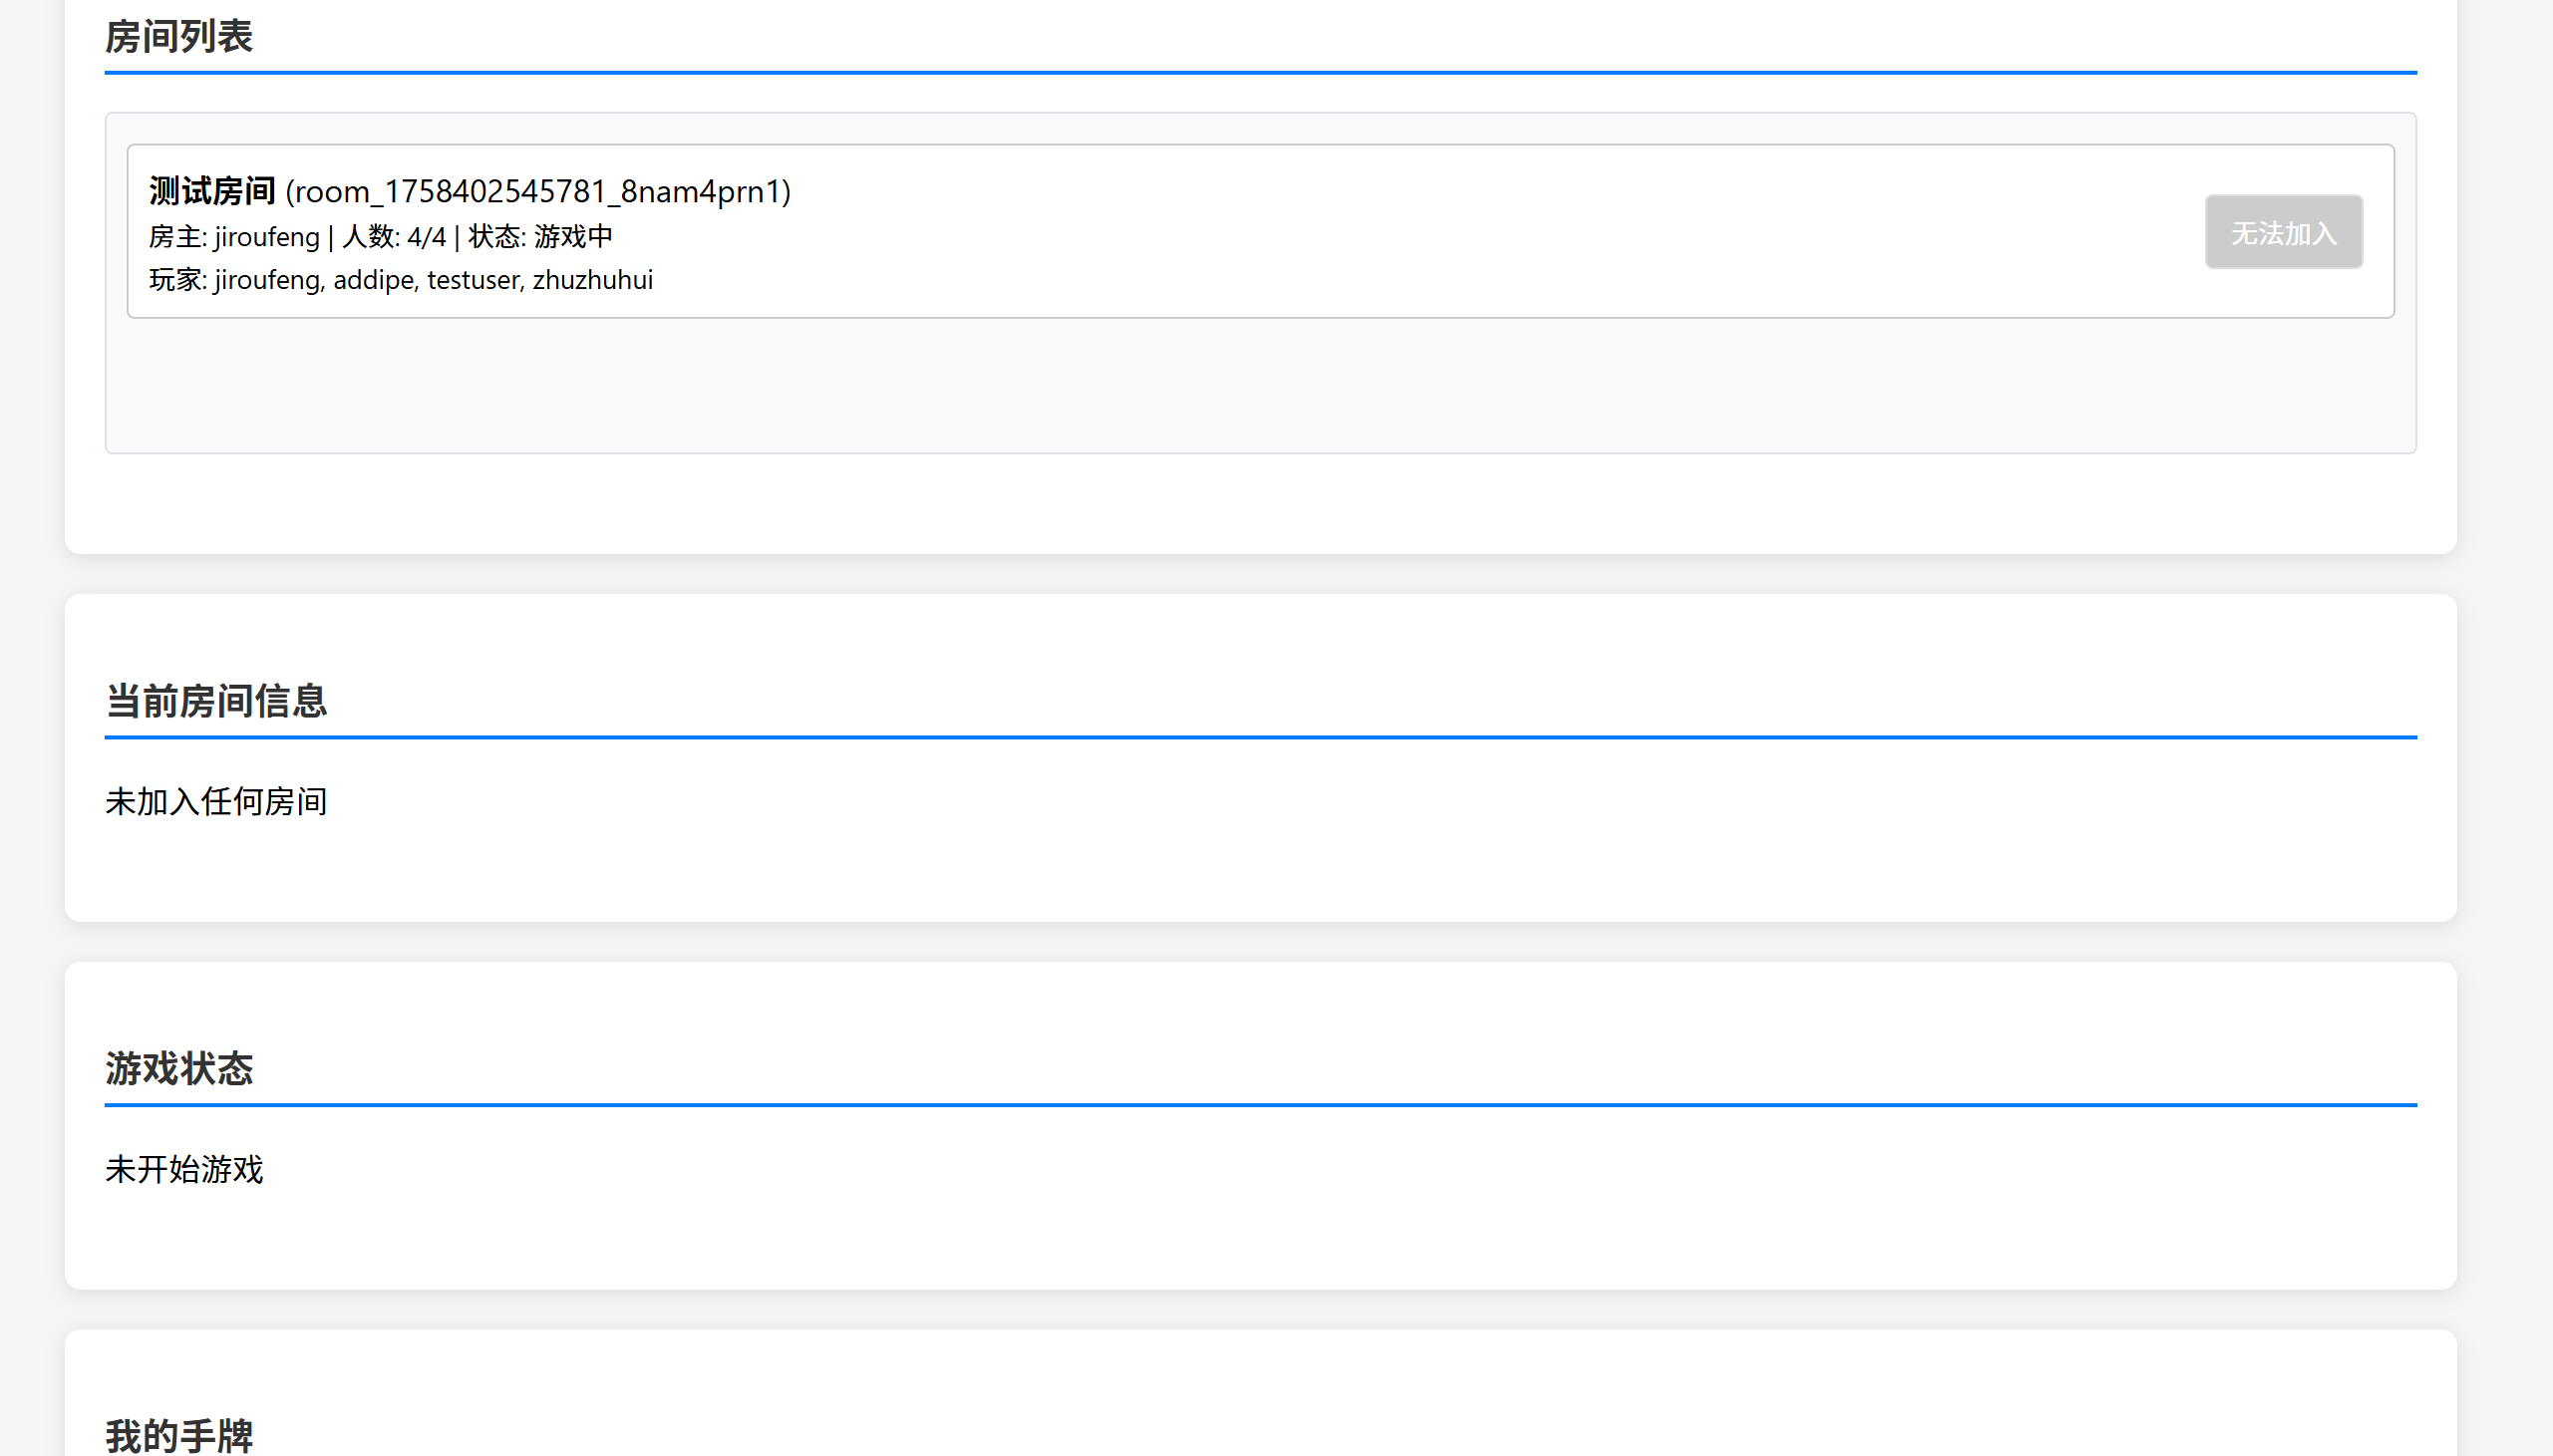 房间列表
测试房间 (room_1758402545781_8nam4prn1)
房主: jiroufeng | 人数: 4/4 | 状态: 游戏中
玩家: jiroufeng, addipe, testuser, zhuzhuhui
无法加入
当前房间信息
未加入任何房间
游戏状态
未开始游戏
我的手牌